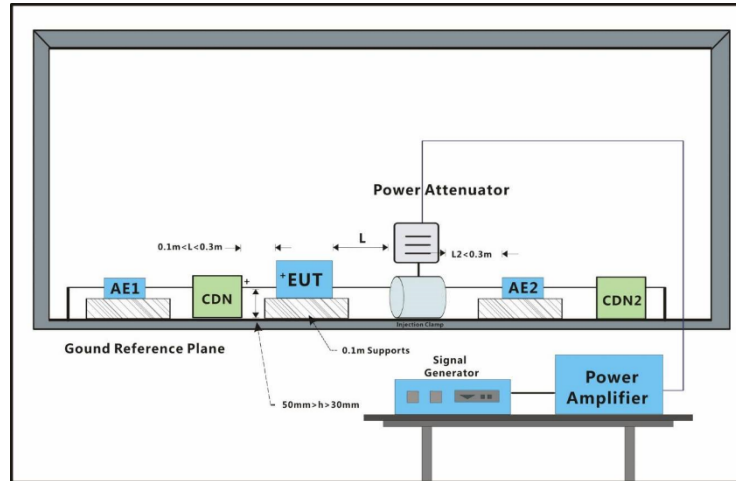 Power Attenuator
0.1m<L<0.3m
L
L2<0.3m
AE1
CDN
+
+EUT
AE2
CDN2
Injection Clamp
Gound Reference Plane
0.1m Supports
50mm>h>30mm
Signal
Generator
Power
Amplifier